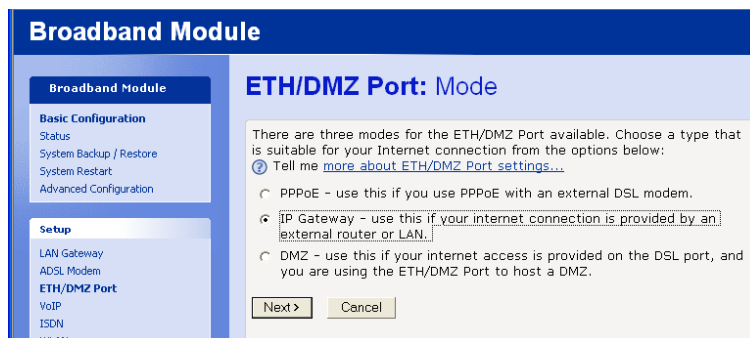 Broadband Module
Broadband Module
Basic Configuration
Status
System Backup / Restore
System Restart
Advanced Configuration
Setup
LAN Gateway
ADSL Modem
ETH/DMZ Port
VoIP
ISDN
ETH/DMZ Port: Mode
There are three modes for the ETH/DMZ Port available. Choose a type that
is suitable for your Internet connection from the options below:
? Tell me more about ETH/DMZ Port settings...
PPPoE - use this if you use PPPoE with an external DSL modem.
IP Gateway - use this if your internet connection is provided by an
external router or LAN.
DMZ - use this if your internet access is provided on the DSL port, and
you are using the ETH/DMZ Port to host a DMZ.
Next >
Cancel